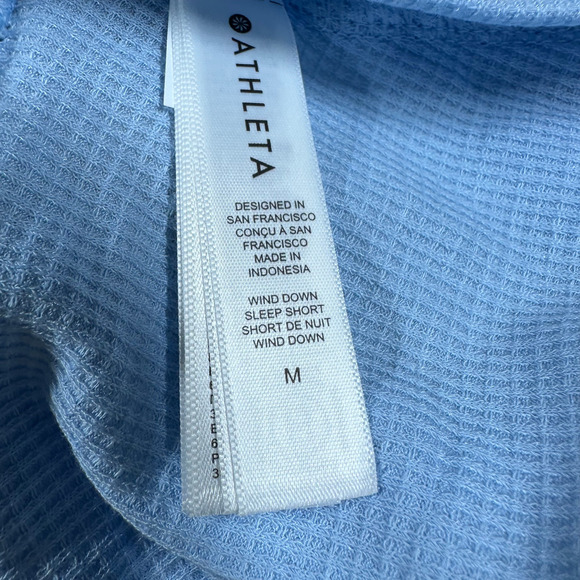 ATHLETA
DESIGNED IN
SAN FRANCISCO
CONÇU À SAN
FRANCISCO
MADE IN
INDONESIA
WIND DOWN
SLEEP SHORT
SHORT DE NUIT
WIND DOWN
M